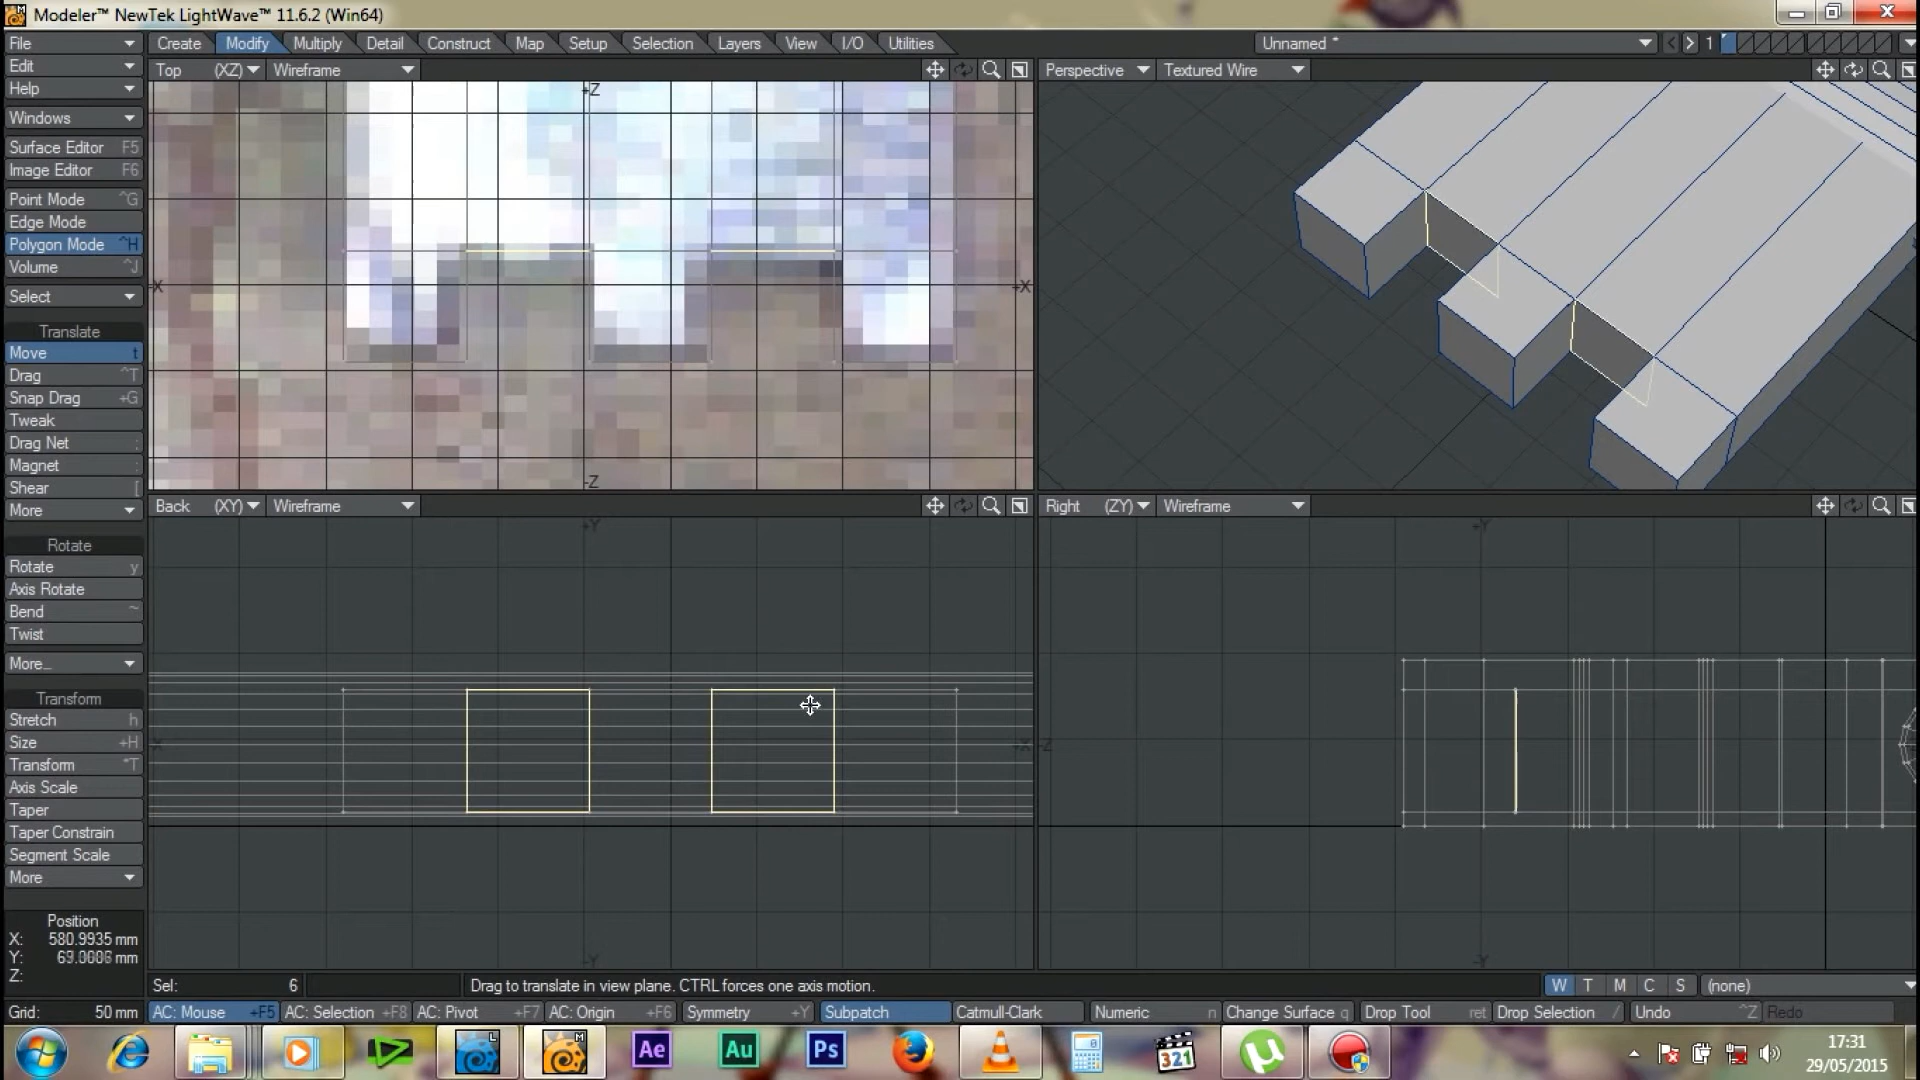 Modeler™ NewTek LightWave™ 11.6.2 (Win64)
File
Create
Modify
Multiply
Detail
Construct
Map
Setup
Selection
Layers
View
I/O
Utilities
Unnamed *
1
Edit
Help
Top (XZ) Wireframe
Perspective Textured Wire
Windows
Surface Editor F5
Image Editor F6
Point Mode ^G
Edge Mode
Polygon Mode ^H
Volume ^J
Select
Translate
Move t
Drag ^T
Snap Drag +G
Tweak
Drag Net :
Magnet :
Shear [
More
Rotate
Rotate y
Axis Rotate
Bend ~
Twist
More...
Transform
Stretch h
Size +H
Transform *T
Axis Scale
Taper
Taper Constrain
Segment Scale
More
+Z
-X
+X
-Z
Back (XY) Wireframe
Right (ZY) Wireframe
+Y
+Y
-X
+X
-Z
-Y
-Y
Position
X: 580.9935 mm
Y:
Z:
Sel: 6
Drag to translate in view plane. CTRL forces one axis motion.
W T M C S (none)
Grid: 50 mm
AC: Mouse +F5
AC: Selection +F8
AC: Pivot +F7
AC: Origin +F6
Symmetry +Y
Subpatch
Catmull-Clark
Numeric n
Change Surface q
Drop Tool ret
Drop Selection /
Undo ^Z
Redo
L
M
Ae
Au
Ps
321
17:31
29/05/2015